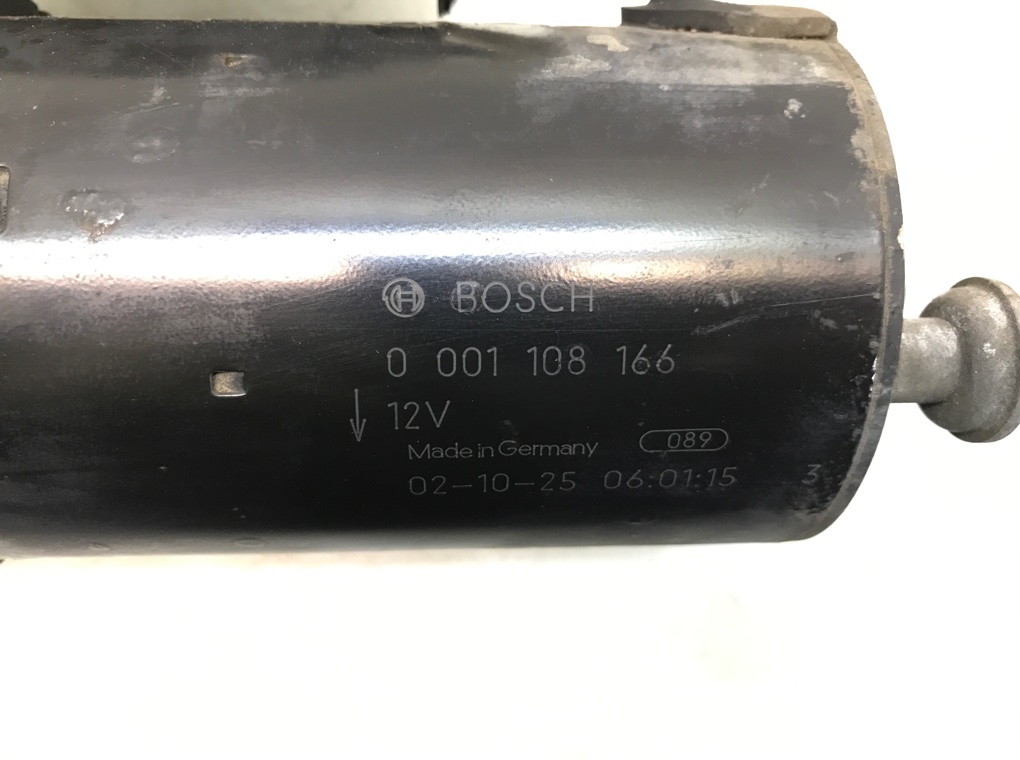 BOSCH
0 001 108 166
12V
Made in Germany 089
02-10-25 06:01:15 3